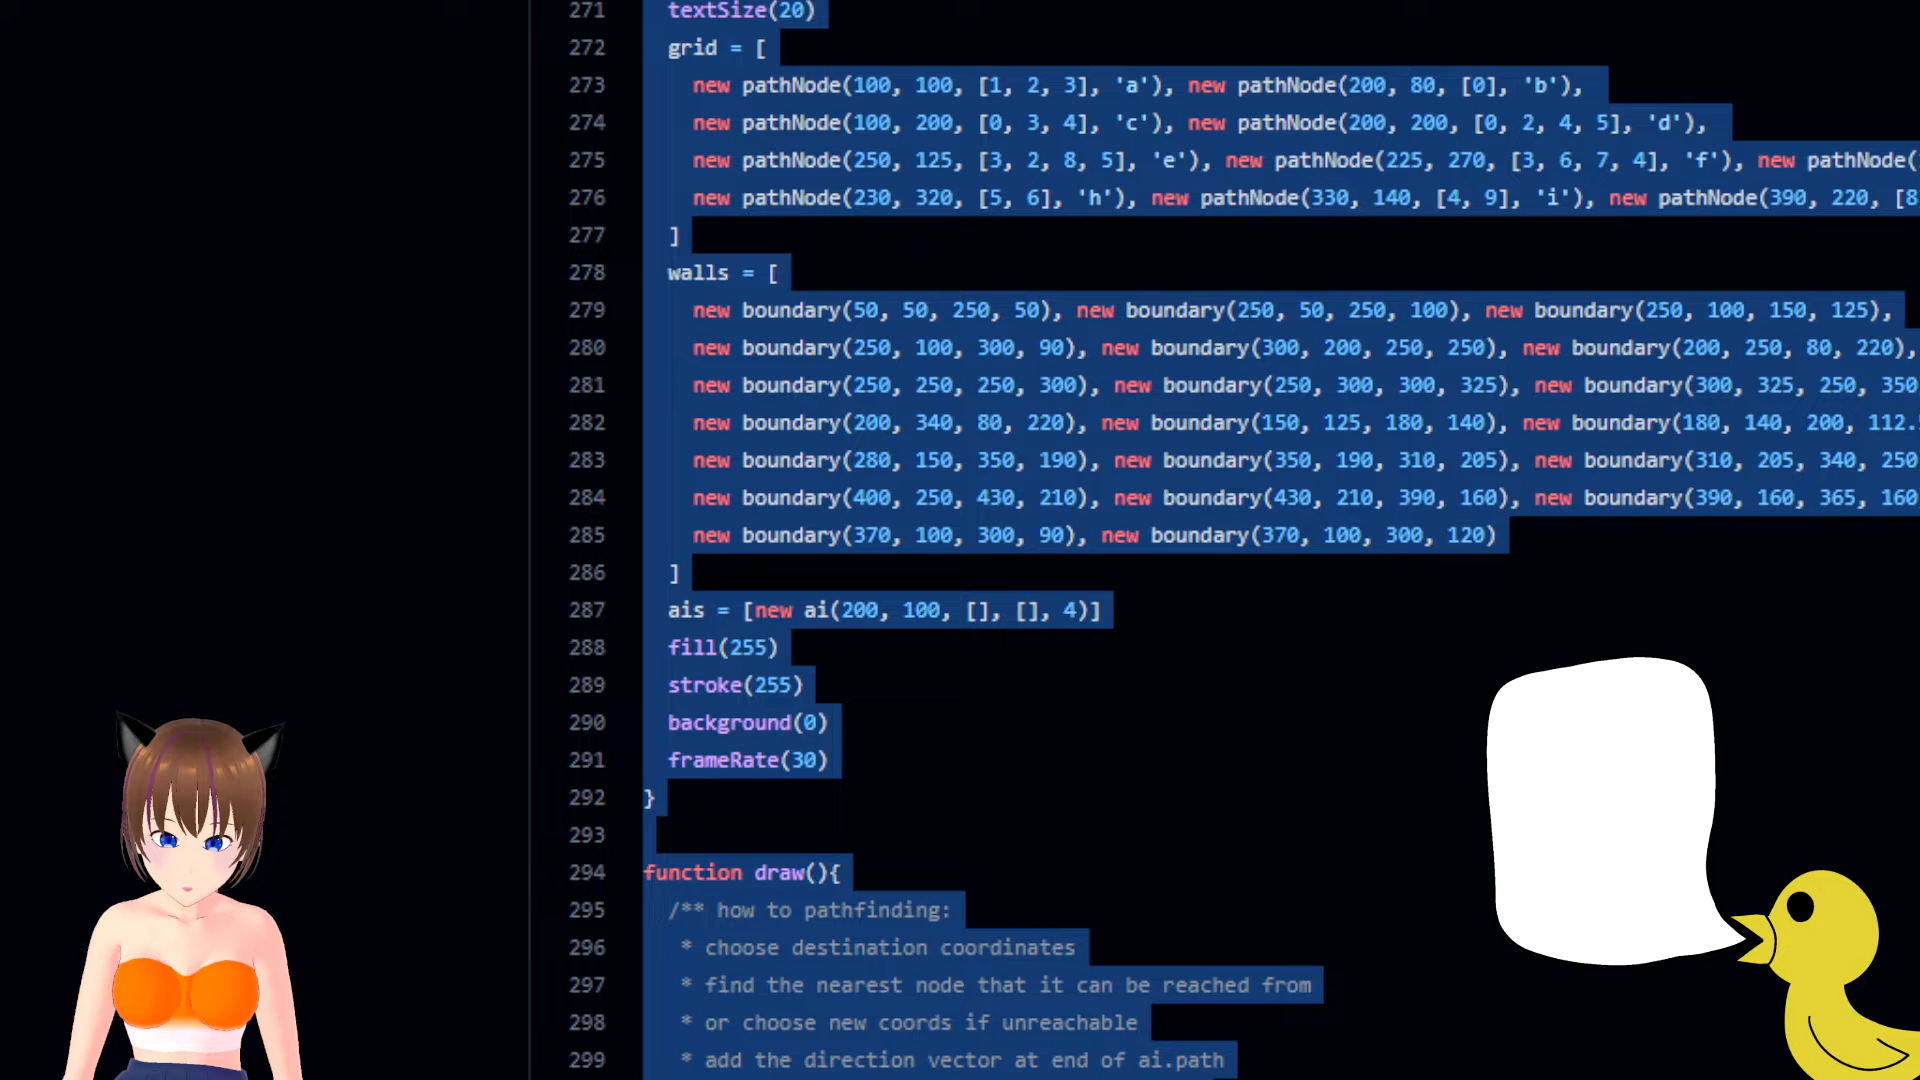 271 textSize(20)
272 grid = [
273 new pathNode(100, 100, [1, 2, 3], 'a'), new pathNode(200, 80, [0], 'b'),
274 new pathNode(100, 200, [0, 3, 4], 'c'), new pathNode(200, 200, [0, 2, 4, 5], 'd'),
275 new pathNode(250, 125, [3, 2, 8, 5], 'e'), new pathNode(225, 270, [3, 6, 7, 4], 'f'), new pathNode(
276 new pathNode(230, 320, [5, 6], 'h'), new pathNode(330, 140, [4, 9], 'i'), new pathNode(390, 220, [8
277 ]
278 walls = [
279 new boundary(50, 50, 250, 50), new boundary(250, 50, 250, 100), new boundary(250, 100, 150, 125),
280 new boundary(250, 100, 300, 90), new boundary(300, 200, 250, 250), new boundary(200, 250, 80, 220),
281 new boundary(250, 250, 250, 300), new boundary(250, 300, 300, 325), new boundary(300, 325, 250, 350
282 new boundary(200, 340, 80, 220), new boundary(150, 125, 180, 140), new boundary(180, 140, 200, 112.
283 new boundary(280, 150, 350, 190), new boundary(350, 190, 310, 205), new boundary(310, 205, 340, 250
284 new boundary(400, 250, 430, 210), new boundary(430, 210, 390, 160), new boundary(390, 160, 365, 160
285 new boundary(370, 100, 300, 90), new boundary(370, 100, 300, 120)
286 ]
287 ais = [new ai(200, 100, [], [], 4)]
288 fill(255)
289 stroke(255)
290 background(0)
291 frameRate(30)
292 }
293
294 function draw(){
295 /** how to pathfinding:
296 * choose destination coordinates
297 * find the nearest node that it can be reached from
298 * or choose new coords if unreachable
299 * add the direction vector at end of ai.path